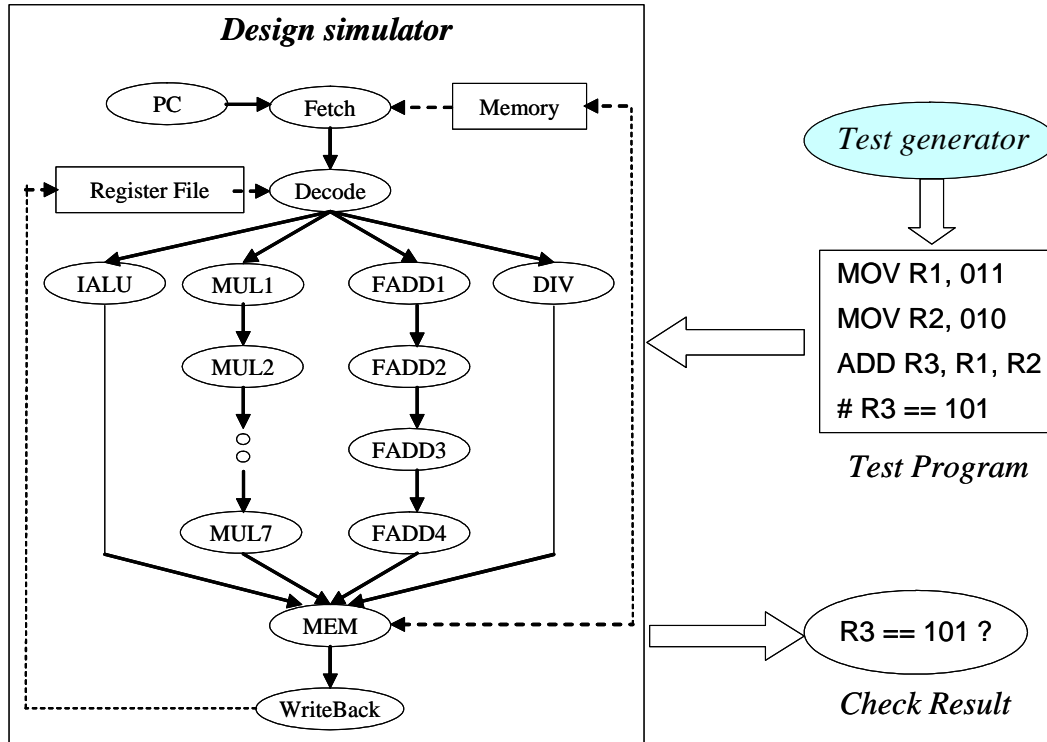 Design simulator
PC
Fetch
Memory
Register File
Decode
IALU
MUL1
FADD1
DIV
MUL2
FADD2
FADD3
MUL7
FADD4
MEM
WriteBack
Test generator
MOV R1, 011
MOV R2, 010
ADD R3, R1, R2
# R3 == 101
Test Program
R3 == 101 ?
Check Result